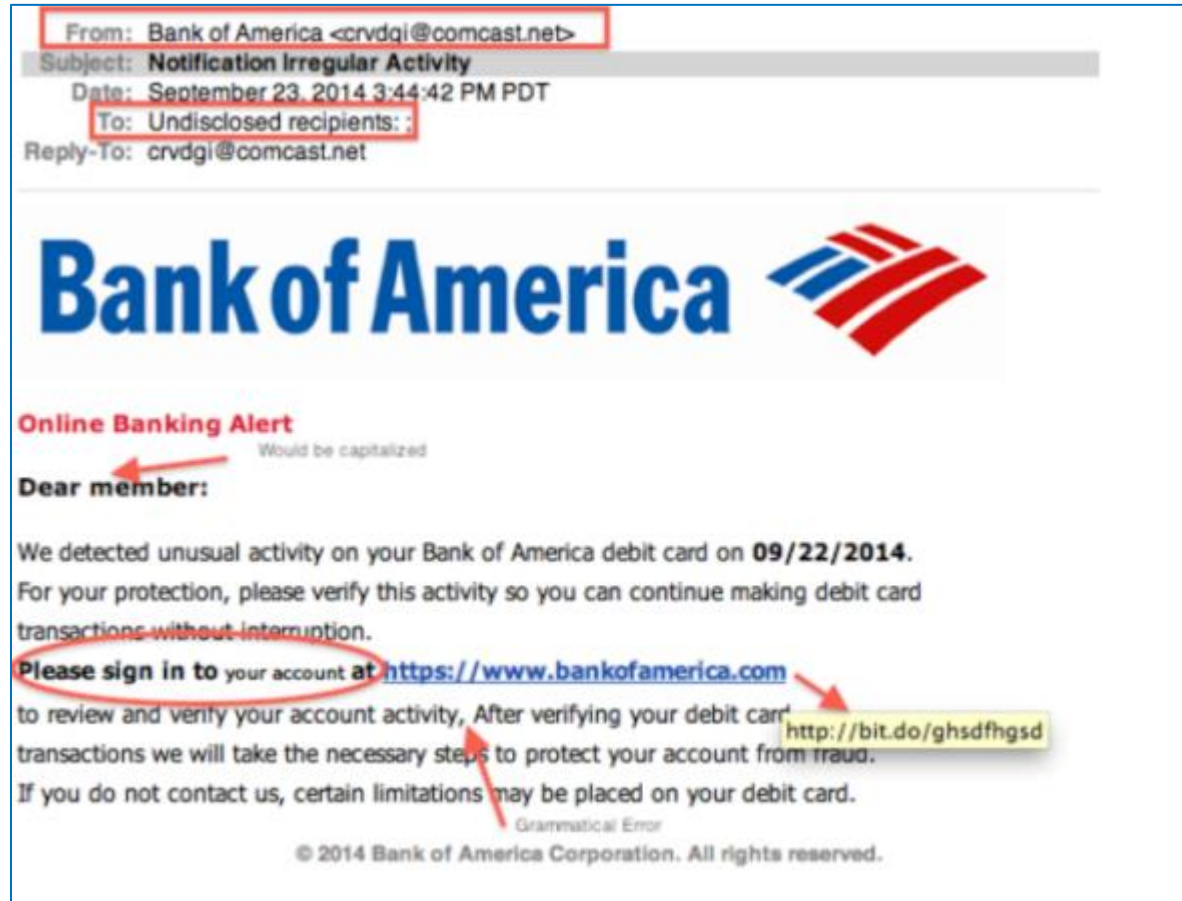 From: Bank of America <crvdgi@comcast.net>
Subject: Notification Irregular Activity
Date: September 23, 2014 3:44:42 PM PDT
To: Undisclosed recipients: ;
Reply-To: crvdgi@comcast.net
Bank of America
Online Banking Alert
Would be capitalized
Dear member:
We detected unusual activity on your Bank of America debit card on 09/22/2014.
For your protection, please verify this activity so you can continue making debit card
transactions without interruption.
Please sign in to your account at https://www.bankofamerica.com
to review and verify your account activity, After verifying your debit card
http://bit.do/ghsdfhgsd
transactions we will take the necessary steps to protect your account from fraud.
If you do not contact us, certain limitations may be placed on your debit card.
Grammatical Error
© 2014 Bank of America Corporation. All rights reserved.